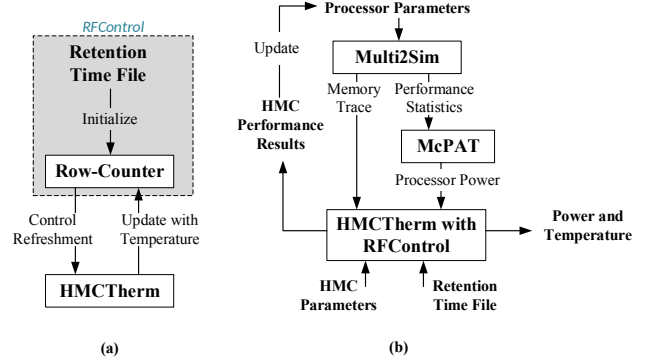 RFControl
Retention
Time File
Initialize
Row-Counter
Control
Refreshment
Update with
Temperature
HMCTherm
(a)
Processor Parameters
Update
Multi2Sim
Memory
Trace
Performance
Statistics
HMC
Performance
Results
McPAT
Processor Power
HMCTherm with
RFControl
Power and
Temperature
HMC
Parameters
Retention
Time File
(b)